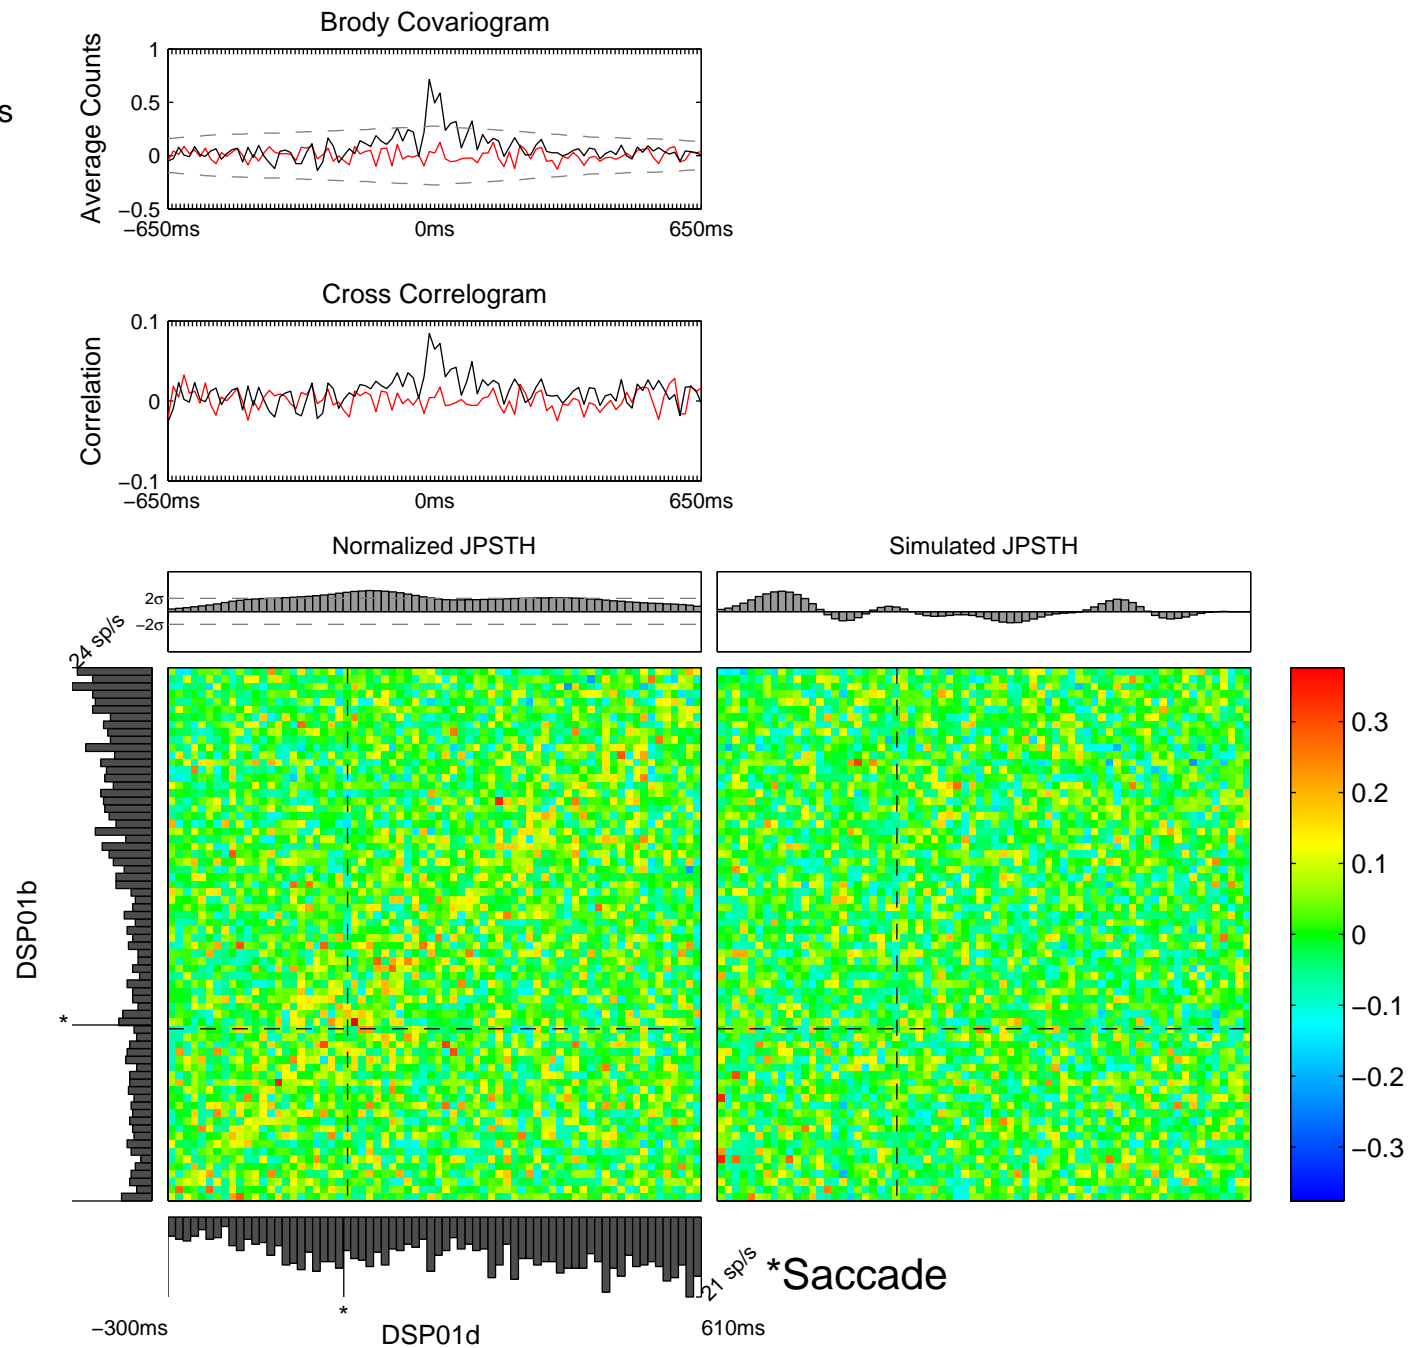 Brody Covariogram
s
Average Counts
1
0.5
0
−0.5
−650ms 0ms 650ms
Cross Correlogram
Correlation
0.1
0
−0.1
−650ms 0ms 650ms
Normalized JPSTH
Simulated JPSTH
2σ
−2σ
24 sp/s
DSP01b
*
0.3
0.2
0.1
0
−0.1
−0.2
−0.3
21 sp/s
*Saccade
*
−300ms
DSP01d
610ms